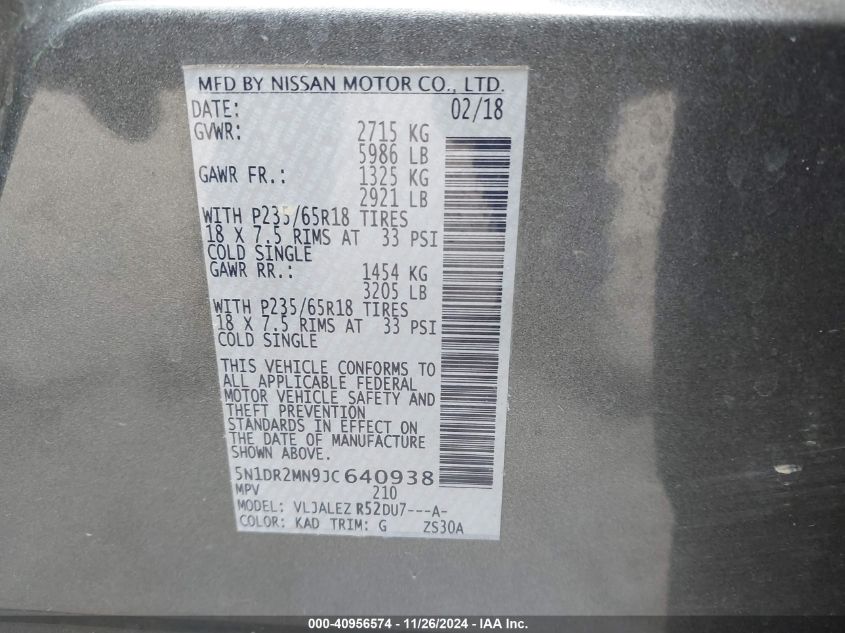 MFD BY NISSAN MOTOR CO., LTD.
DATE: 02/18
GVWR: 2715 KG
5986 LB
GAWR FR.: 1325 KG
2921 LB
WITH P235/65R18 TIRES
18 X 7.5 RIMS AT 33 PSI
COLD SINGLE
GAWR RR.: 1454 KG
3205 LB
WITH P235/65R18 TIRES
18 X 7.5 RIMS AT 33 PSI
COLD SINGLE
THIS VEHICLE CONFORMS TO
ALL APPLICABLE FEDERAL
MOTOR VEHICLE SAFETY AND
THEFT PREVENTION
STANDARDS IN EFFECT ON
THE DATE OF MANUFACTURE
SHOWN ABOVE.
5N1DR2MN9JC640938
MPV 210
MODEL: VLJALEZ R52DU7---A-
COLOR: KAD TRIM: G ZS30A
000-40956574 - 11/26/2024 - IAA Inc.